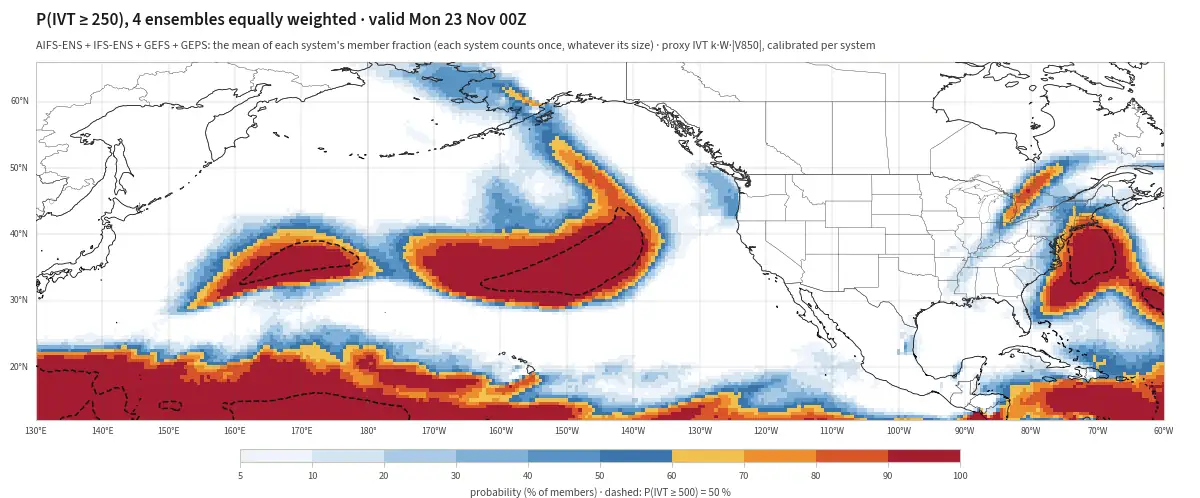 P(IVT ≥ 250), 4 ensembles equally weighted · valid Mon 23 Nov 00Z
AIFS-ENS + IFS-ENS + GEFS + GEPS: the mean of each system's member fraction (each system counts once, whatever its size) · proxy IVT k·W·|V850|, calibrated per system
60°N
50°N
40°N
30°N
20°N
130°E 140°E 150°E 160°E 170°E 180° 170°W 160°W 150°W 140°W 130°W 120°W 110°W 100°W 90°W 80°W 70°W 60°W
5 10 20 30 40 50 60 70 80 90 100
probability (% of members) · dashed: P(IVT ≥ 500) = 50 %